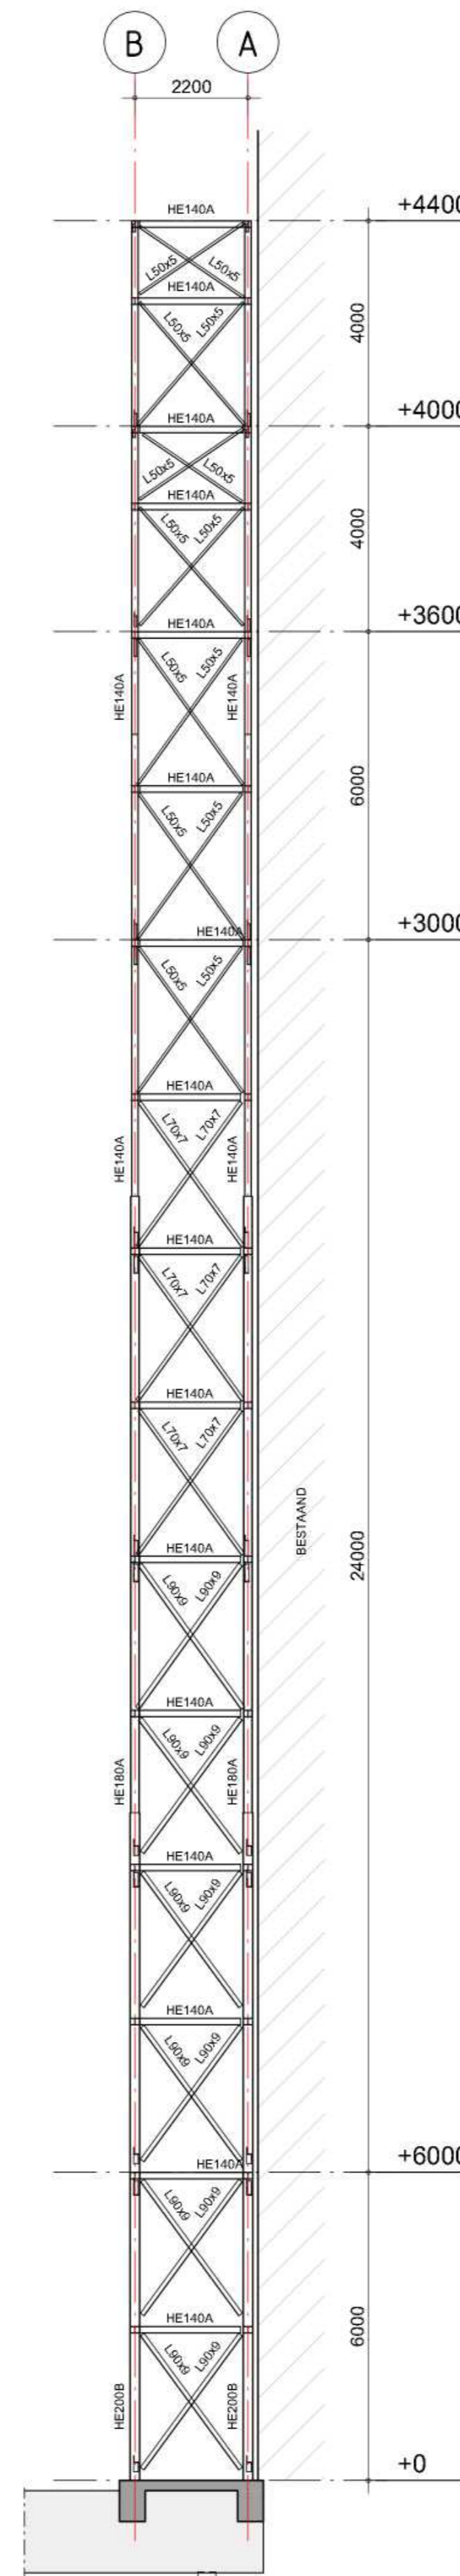 B A
2200
HE140A
+4400
L50x5 L50x5
HE140A
L50x5 L50x5
4000
HE140A
+4000
L50x5 L50x5
HE140A
L50x5 L50x5
4000
HE140A
+3600
L50x5 L50x5
HE140A HE140A
HE140A
6000
L50x5 L50x5
HE140A
+3000
L50x5 L50x5
HE140A
L70x7 L70x7
HE140A HE140A
HE140A
L70x7 L70x7
HE140A
L70x7 L70x7
BESTAAND
HE140A
24000
L90x9 L90x9
HE140A
L90x9 L90x9
HE180A HE180A
HE140A
L90x9 L90x9
HE140A
L90x9 L90x9
HE140A
+6000
L90x9 L90x9
HE140A
6000
L90x9 L90x9
HE200B HE200B
+0